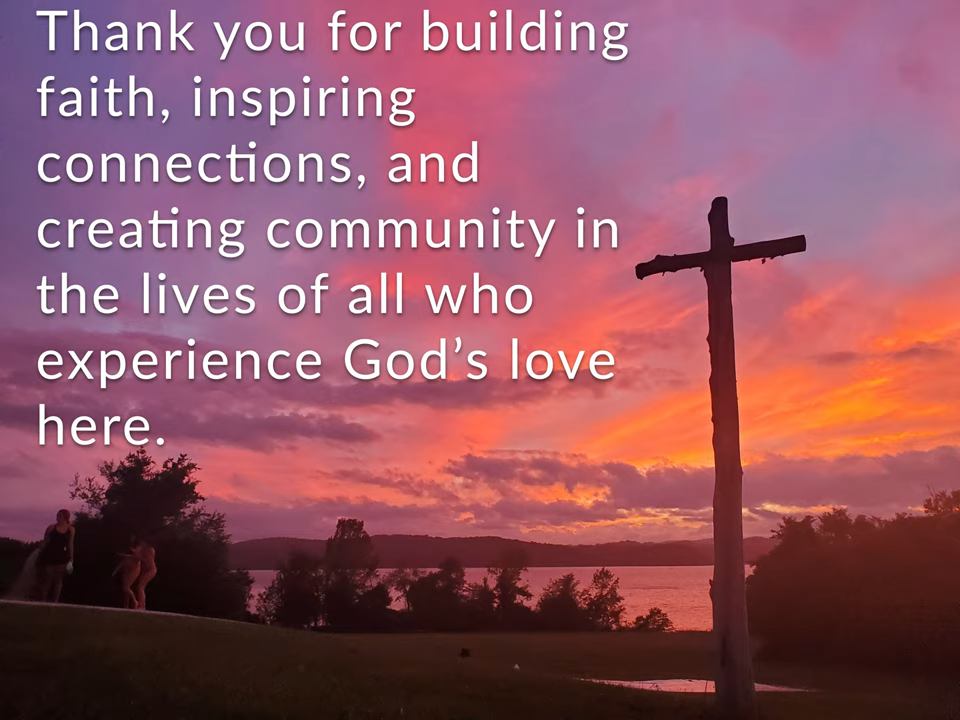 Thank you for building
faith, inspiring
connections, and
creating community in
the lives of all who
experience God’s love
here.